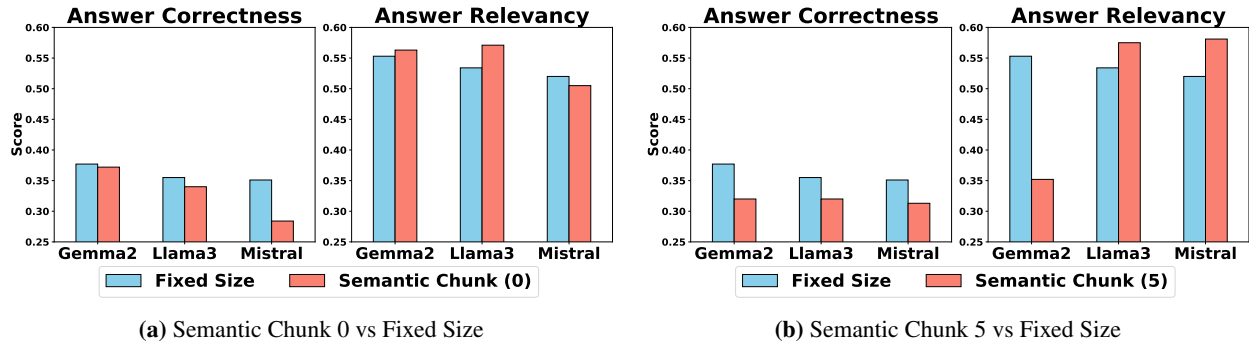 Answer Correctness
Answer Relevancy
Score
0.60
0.55
0.50
0.45
0.40
0.35
0.30
0.25
0.60
0.55
0.50
0.45
0.40
0.35
0.30
0.25
Gemma2 Llama3 Mistral
Gemma2 Llama3 Mistral
Fixed Size Semantic Chunk (0)
(a) Semantic Chunk 0 vs Fixed Size
Answer Correctness
Answer Relevancy
Score
0.60
0.55
0.50
0.45
0.40
0.35
0.30
0.25
0.60
0.55
0.50
0.45
0.40
0.35
0.30
0.25
Gemma2 Llama3 Mistral
Gemma2 Llama3 Mistral
Fixed Size Semantic Chunk (5)
(b) Semantic Chunk 5 vs Fixed Size